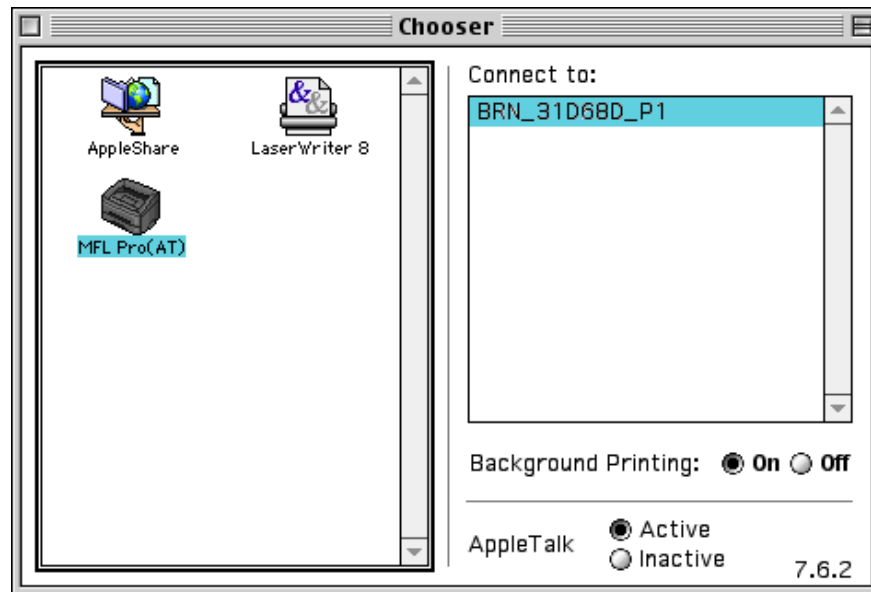 Chooser
AppleShare
LaserWriter 8
MFL Pro(AT)
Connect to:
BRN_31D68D_P1
Background Printing: On Off
AppleTalk
Active
Inactive
7.6.2